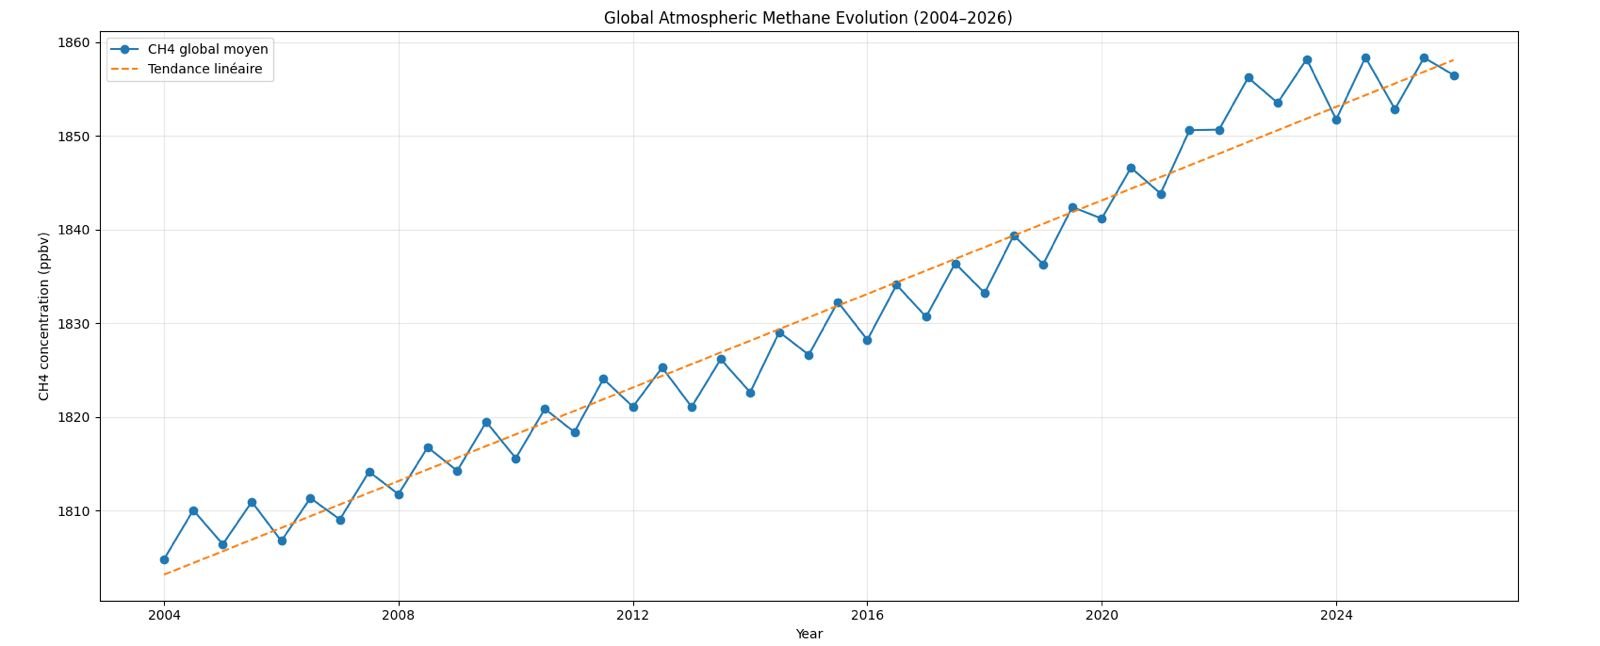 Global Atmospheric Methane Evolution (2004–2026)
CH4 global moyen
Tendance linéaire
CH4 concentration (ppbv)
1860
1850
1840
1830
1820
1810
2004 2008 2012 2016 2020 2024
Year